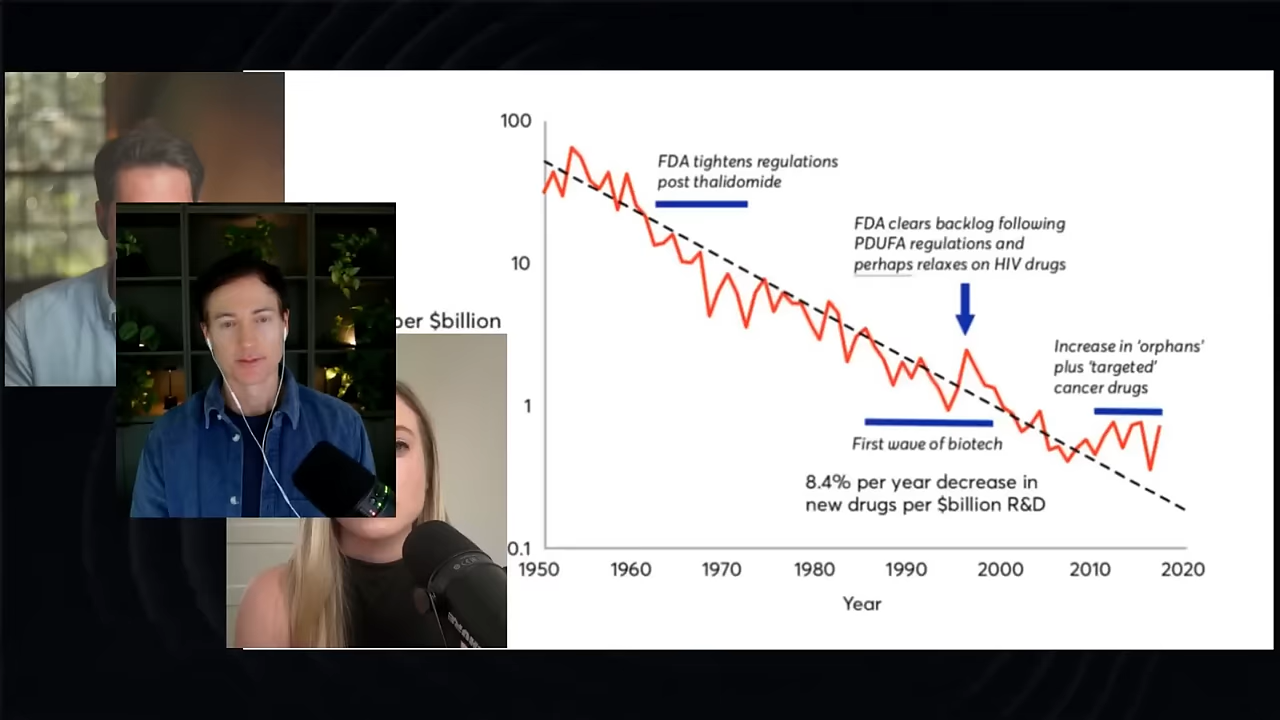 100
FDA tightens regulations
post thalidomide
FDA clears backlog following
PDUFA regulations and
perhaps relaxes on HIV drugs
10
per $billion
Increase in ‘orphans’
plus ‘targeted’
cancer drugs
1
First wave of biotech
8.4% per year decrease in
new drugs per $billion R&D
0.1
1950 1960 1970 1980 1990 2000 2010 2020
Year